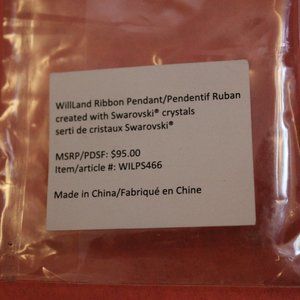 WillLand Ribbon Pendant/Pendentif Ruban
created with Swarovski® crystals
serti de cristaux Swarovski®
MSRP/PDSF: $95.00
Item/article #: WILPS466
Made in China/Fabriqué en Chine